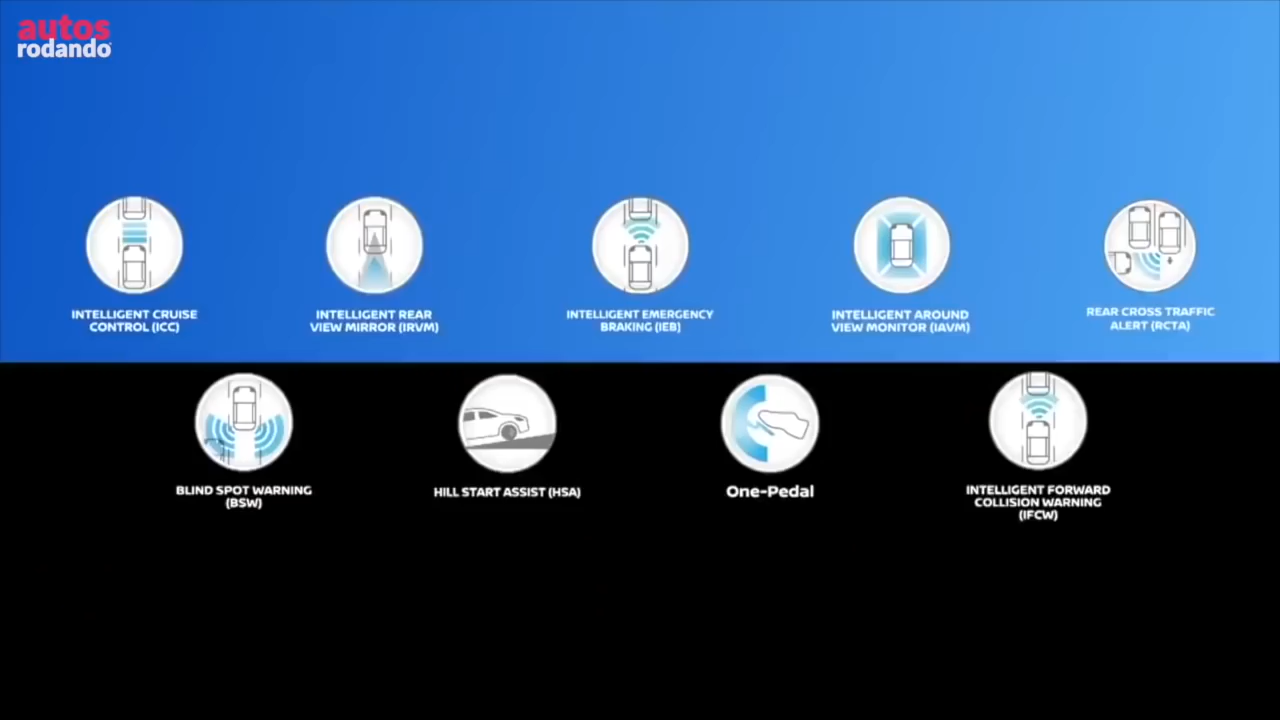 autos
rodando
INTELLIGENT CRUISE
CONTROL (ICC)
INTELLIGENT REAR
VIEW MIRROR (IRVM)
INTELLIGENT EMERGENCY
BRAKING (IEB)
INTELLIGENT AROUND
VIEW MONITOR (IAVM)
REAR CROSS TRAFFIC
ALERT (RCTA)
BLIND SPOT WARNING
(BSW)
HILL START ASSIST (HSA)
One-Pedal
INTELLIGENT FORWARD
COLLISION WARNING
(IFCW)